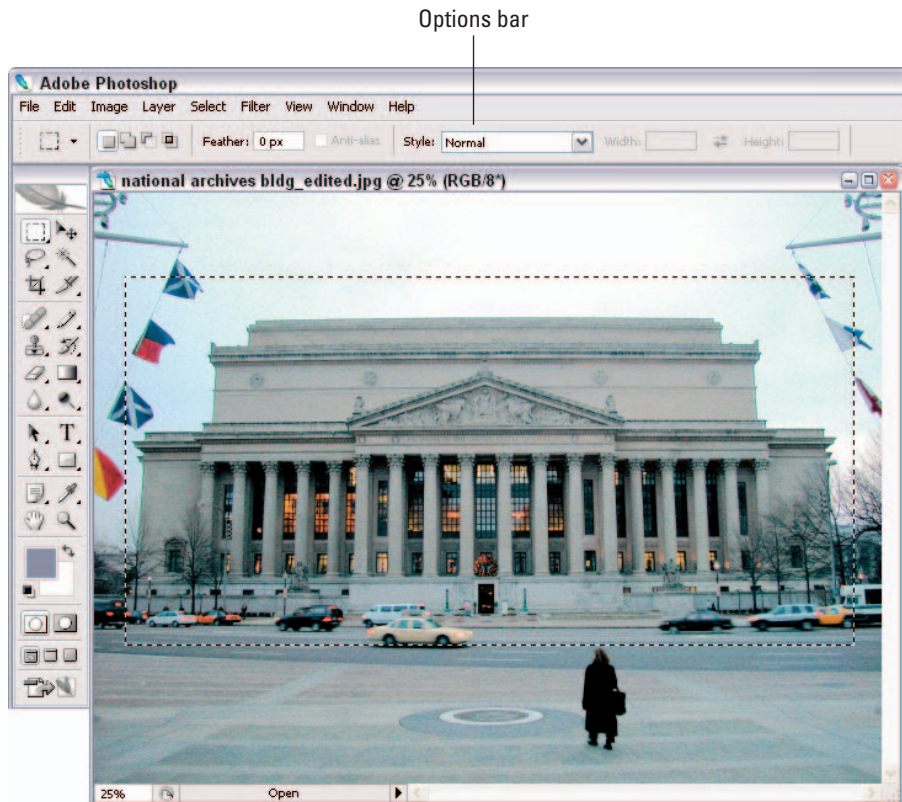 Options bar
Adobe Photoshop
File Edit Image Layer Select Filter View Window Help
Feather: 0 px Anti-alias Style: Normal Width: Height:
national archives bldg_edited.jpg @ 25% (RGB/8*)
T
25% Open